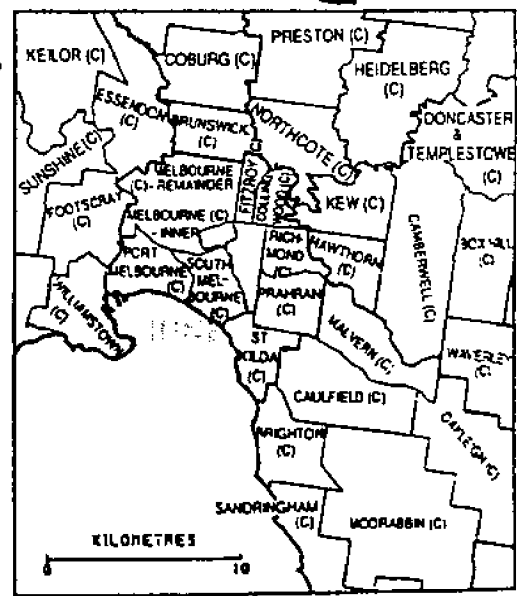 KEILOR (C)
COBURG (C)
PRESTON (C)
HEIDELBERG
(C)
ESSENDON
(C)
BRUNSWICK
(C)
NORTHCOTE (C)
DONCASTER
&
TEMPLESTOWE
(C)
SUNSHINE (C)
MELBOURNE
(C)- REMAINDER
FITZROY
(C)
COLLING
WOOD (C)
KEW (C)
FOOTSCRAY
(C)
MELBOURNE (C)
- INNER
CAMBERWELL (C)
BOX HILL
(C)
PORT
MELBOURNE
(C)
SOUTH
MEL-
BOURNE
(C)
RICH-
MOND
(C)
HAWTHORN
(C)
PRAHRAN
(C)
WILLIAMSTOWN
(C)
MALVERN (C)
WAVERLEY
(C)
ST
KILDA
(C)
CAULFIELD (C)
OAKLEIGH
(C)
BRIGHTON
(C)
SANDRINGHAM
(C)
MOORABBIN (C)
KILOMETRES
0 10